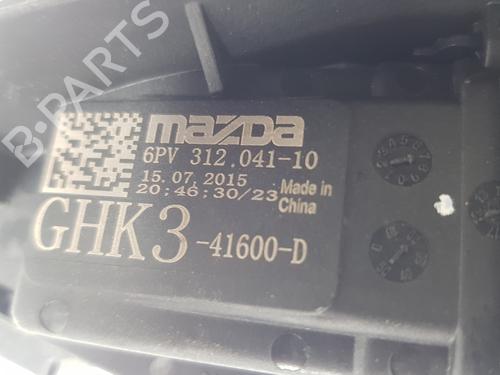 mazda
6PV 312.041-10
15.07.2015
20:46:30/23
Made in
China
GHK3 -41600-D
B-PARTS